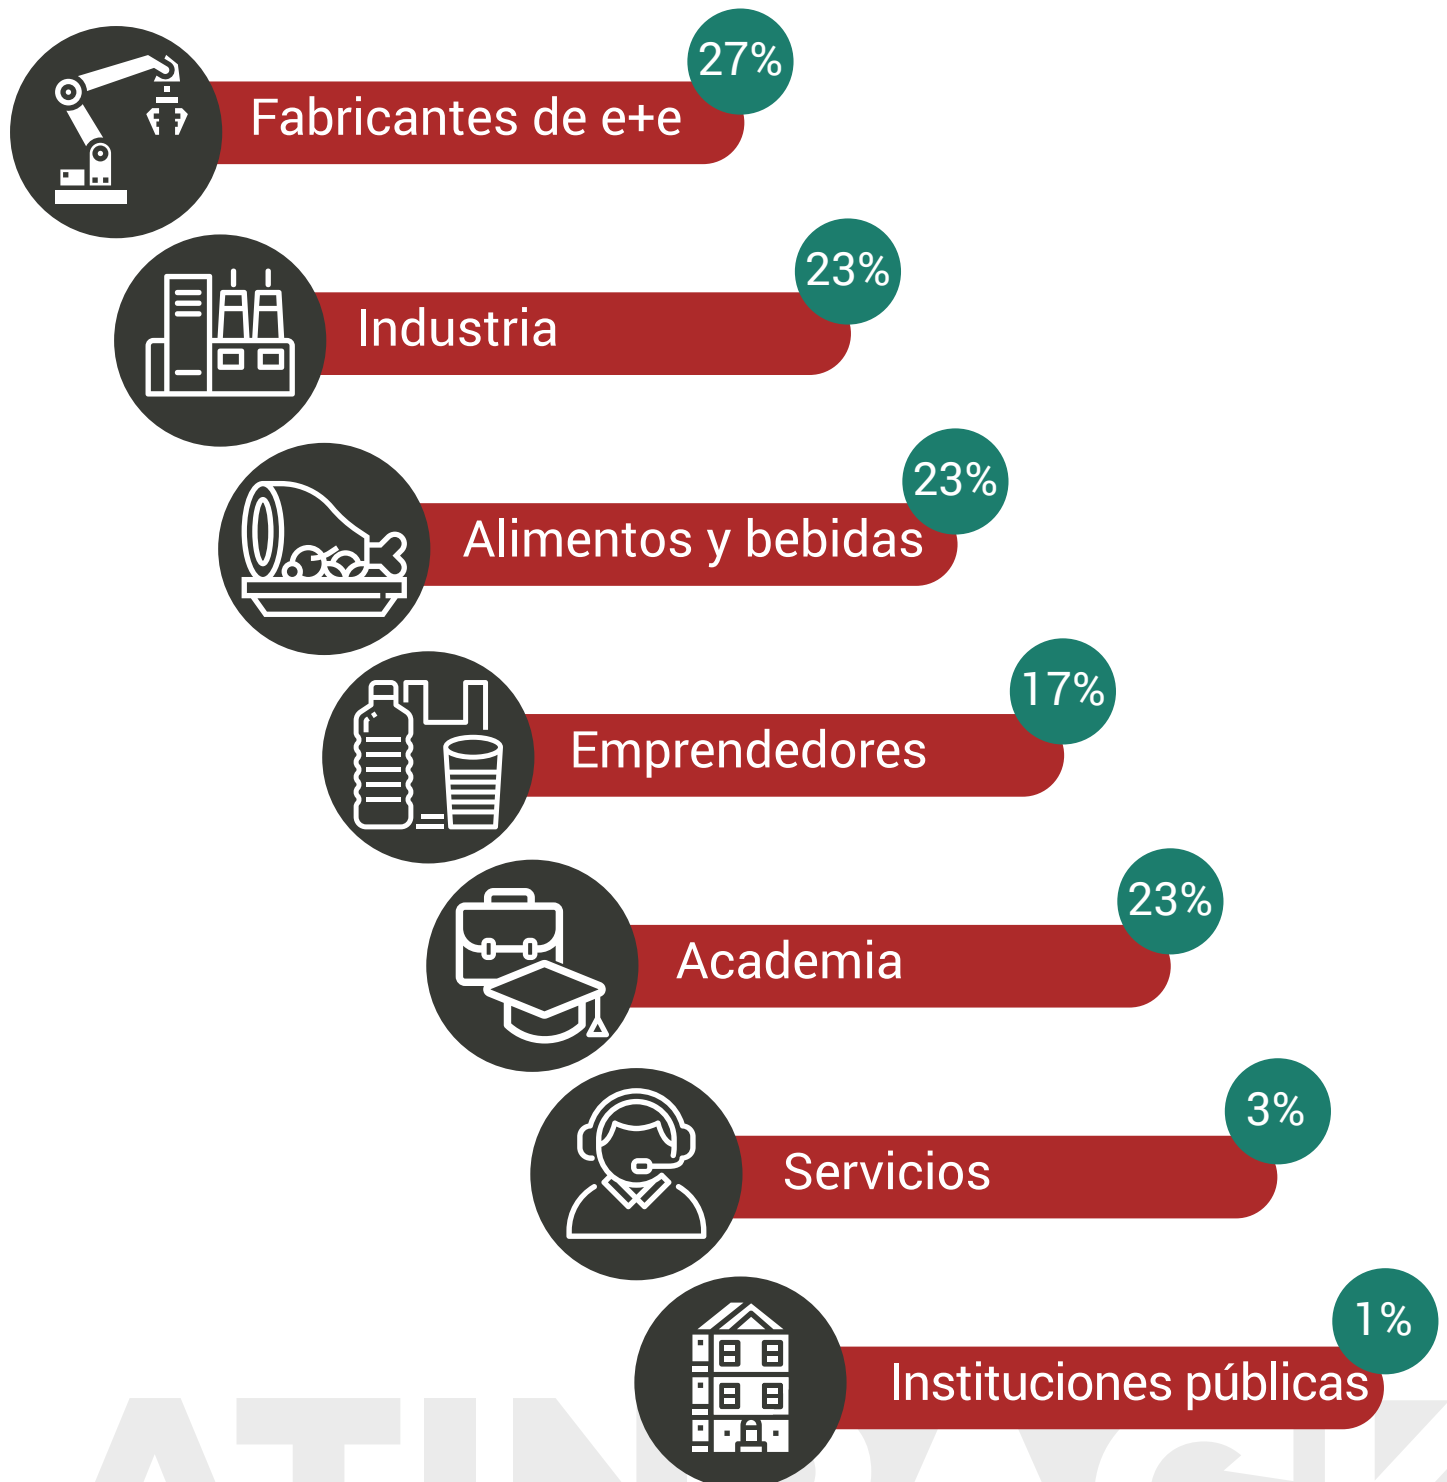 27%
Fabricantes de e+e
23%
Industria
23%
Alimentos y bebidas
17%
Emprendedores
23%
Academia
3%
Servicios
1%
Instituciones públicas